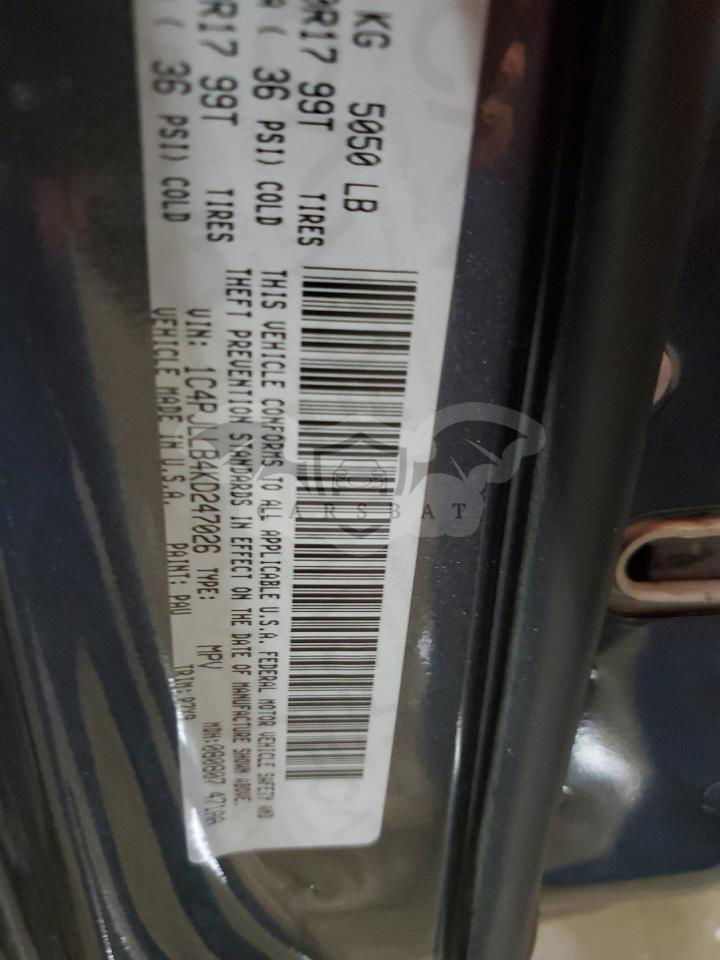 KG 5050 LB
0R17 99T TIRES
( 36 PSI) COLD
R17 99T TIRES
( 36 PSI) COLD
THIS VEHICLE CONFORMS TO ALL APPLICABLE U.S.A. FEDERAL MOTOR VEHICLE SAFETY AND
THEFT PREVENTION STANDARDS IN EFFECT ON THE DATE OF MANUFACTURE SHOWN ABOVE.
VIN: 1C4PJLLB4KD247026 TYPE: MPV
VEHICLE MADE IN U.S.A. PAINT: PAU
CARSBAT